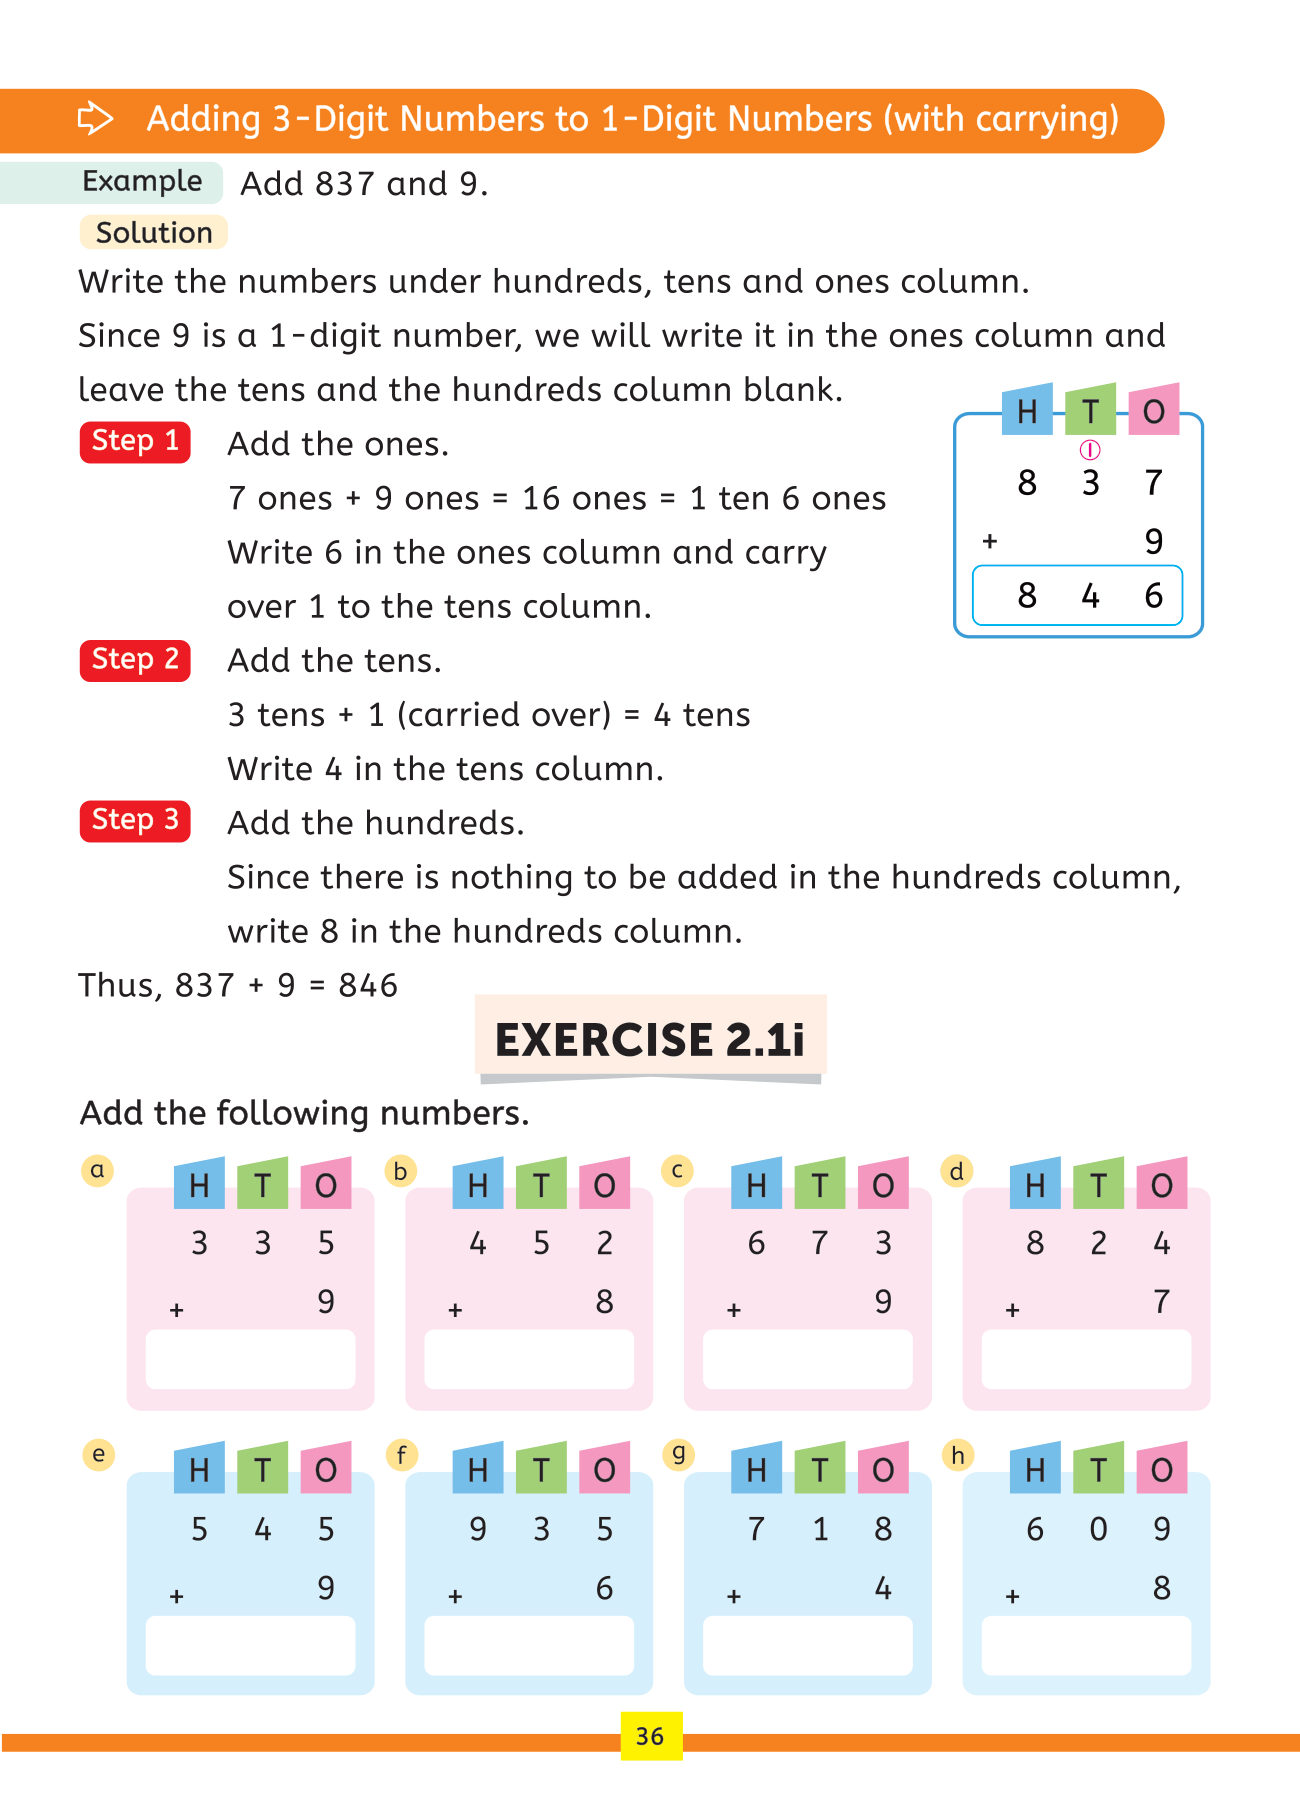 Adding 3-Digit Numbers to 1-Digit Numbers (with carrying)
Example Add 837 and 9.
Solution
Write the numbers under hundreds, tens and ones column.
Since 9 is a 1-digit number, we will write it in the ones column and
leave the tens and the hundreds column blank.
Step 1 Add the ones.
7 ones + 9 ones = 16 ones = 1 ten 6 ones
Write 6 in the ones column and carry
over 1 to the tens column.
H T O
1
8 3 7
+ 9
8 4 6
Step 2 Add the tens.
3 tens + 1 (carried over) = 4 tens
Write 4 in the tens column.
Step 3 Add the hundreds.
Since there is nothing to be added in the hundreds column,
write 8 in the hundreds column.
Thus, 837 + 9 = 846
EXERCISE 2.1i
Add the following numbers.
a H T O
3 3 5
+ 9
b H T O
4 5 2
+ 8
c H T O
6 7 3
+ 9
d H T O
8 2 4
+ 7
e H T O
5 4 5
+ 9
f H T O
9 3 5
+ 6
g H T O
7 1 8
+ 4
h H T O
6 0 9
+ 8
36